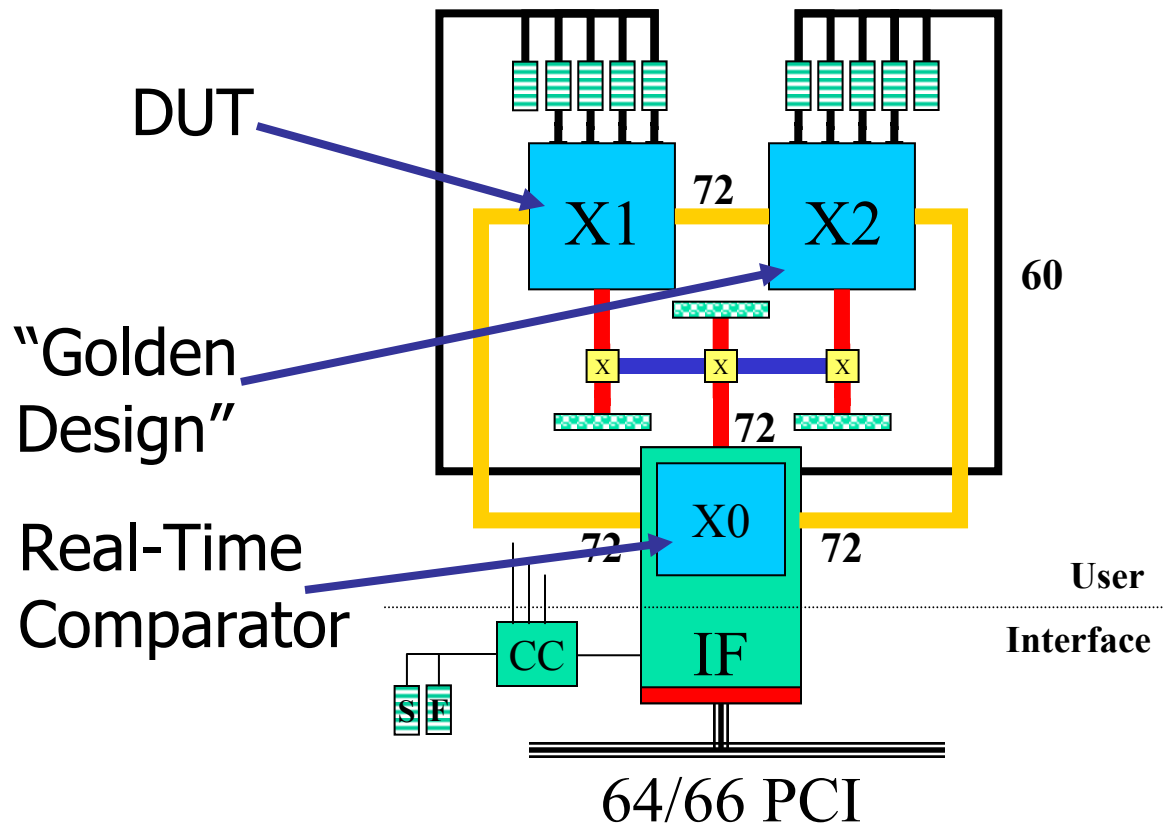 DUT
72
X1
X2
60
“Golden
Design”
X
X
X
72
Real-Time
Comparator
X0
72
72
User
Interface
CC
IF
S
F
64/66 PCI